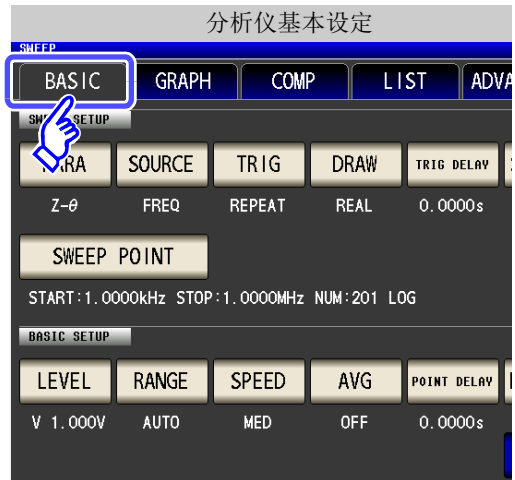 分析仪基本设定
SWEEP
BASIC GRAPH COMP LIST
SETUP
SOURCE TRIG DRAW TRIG DELAY
Z-θ FREQ REPEAT REAL 0.0000s
SWEEP POINT
START:1.0000kHz STOP:1.0000MHz NUM:201 LOG
BASIC SETUP
LEVEL RANGE SPEED AVG POINT DELAY
V 1.000V AUTO MED OFF 0.0000s